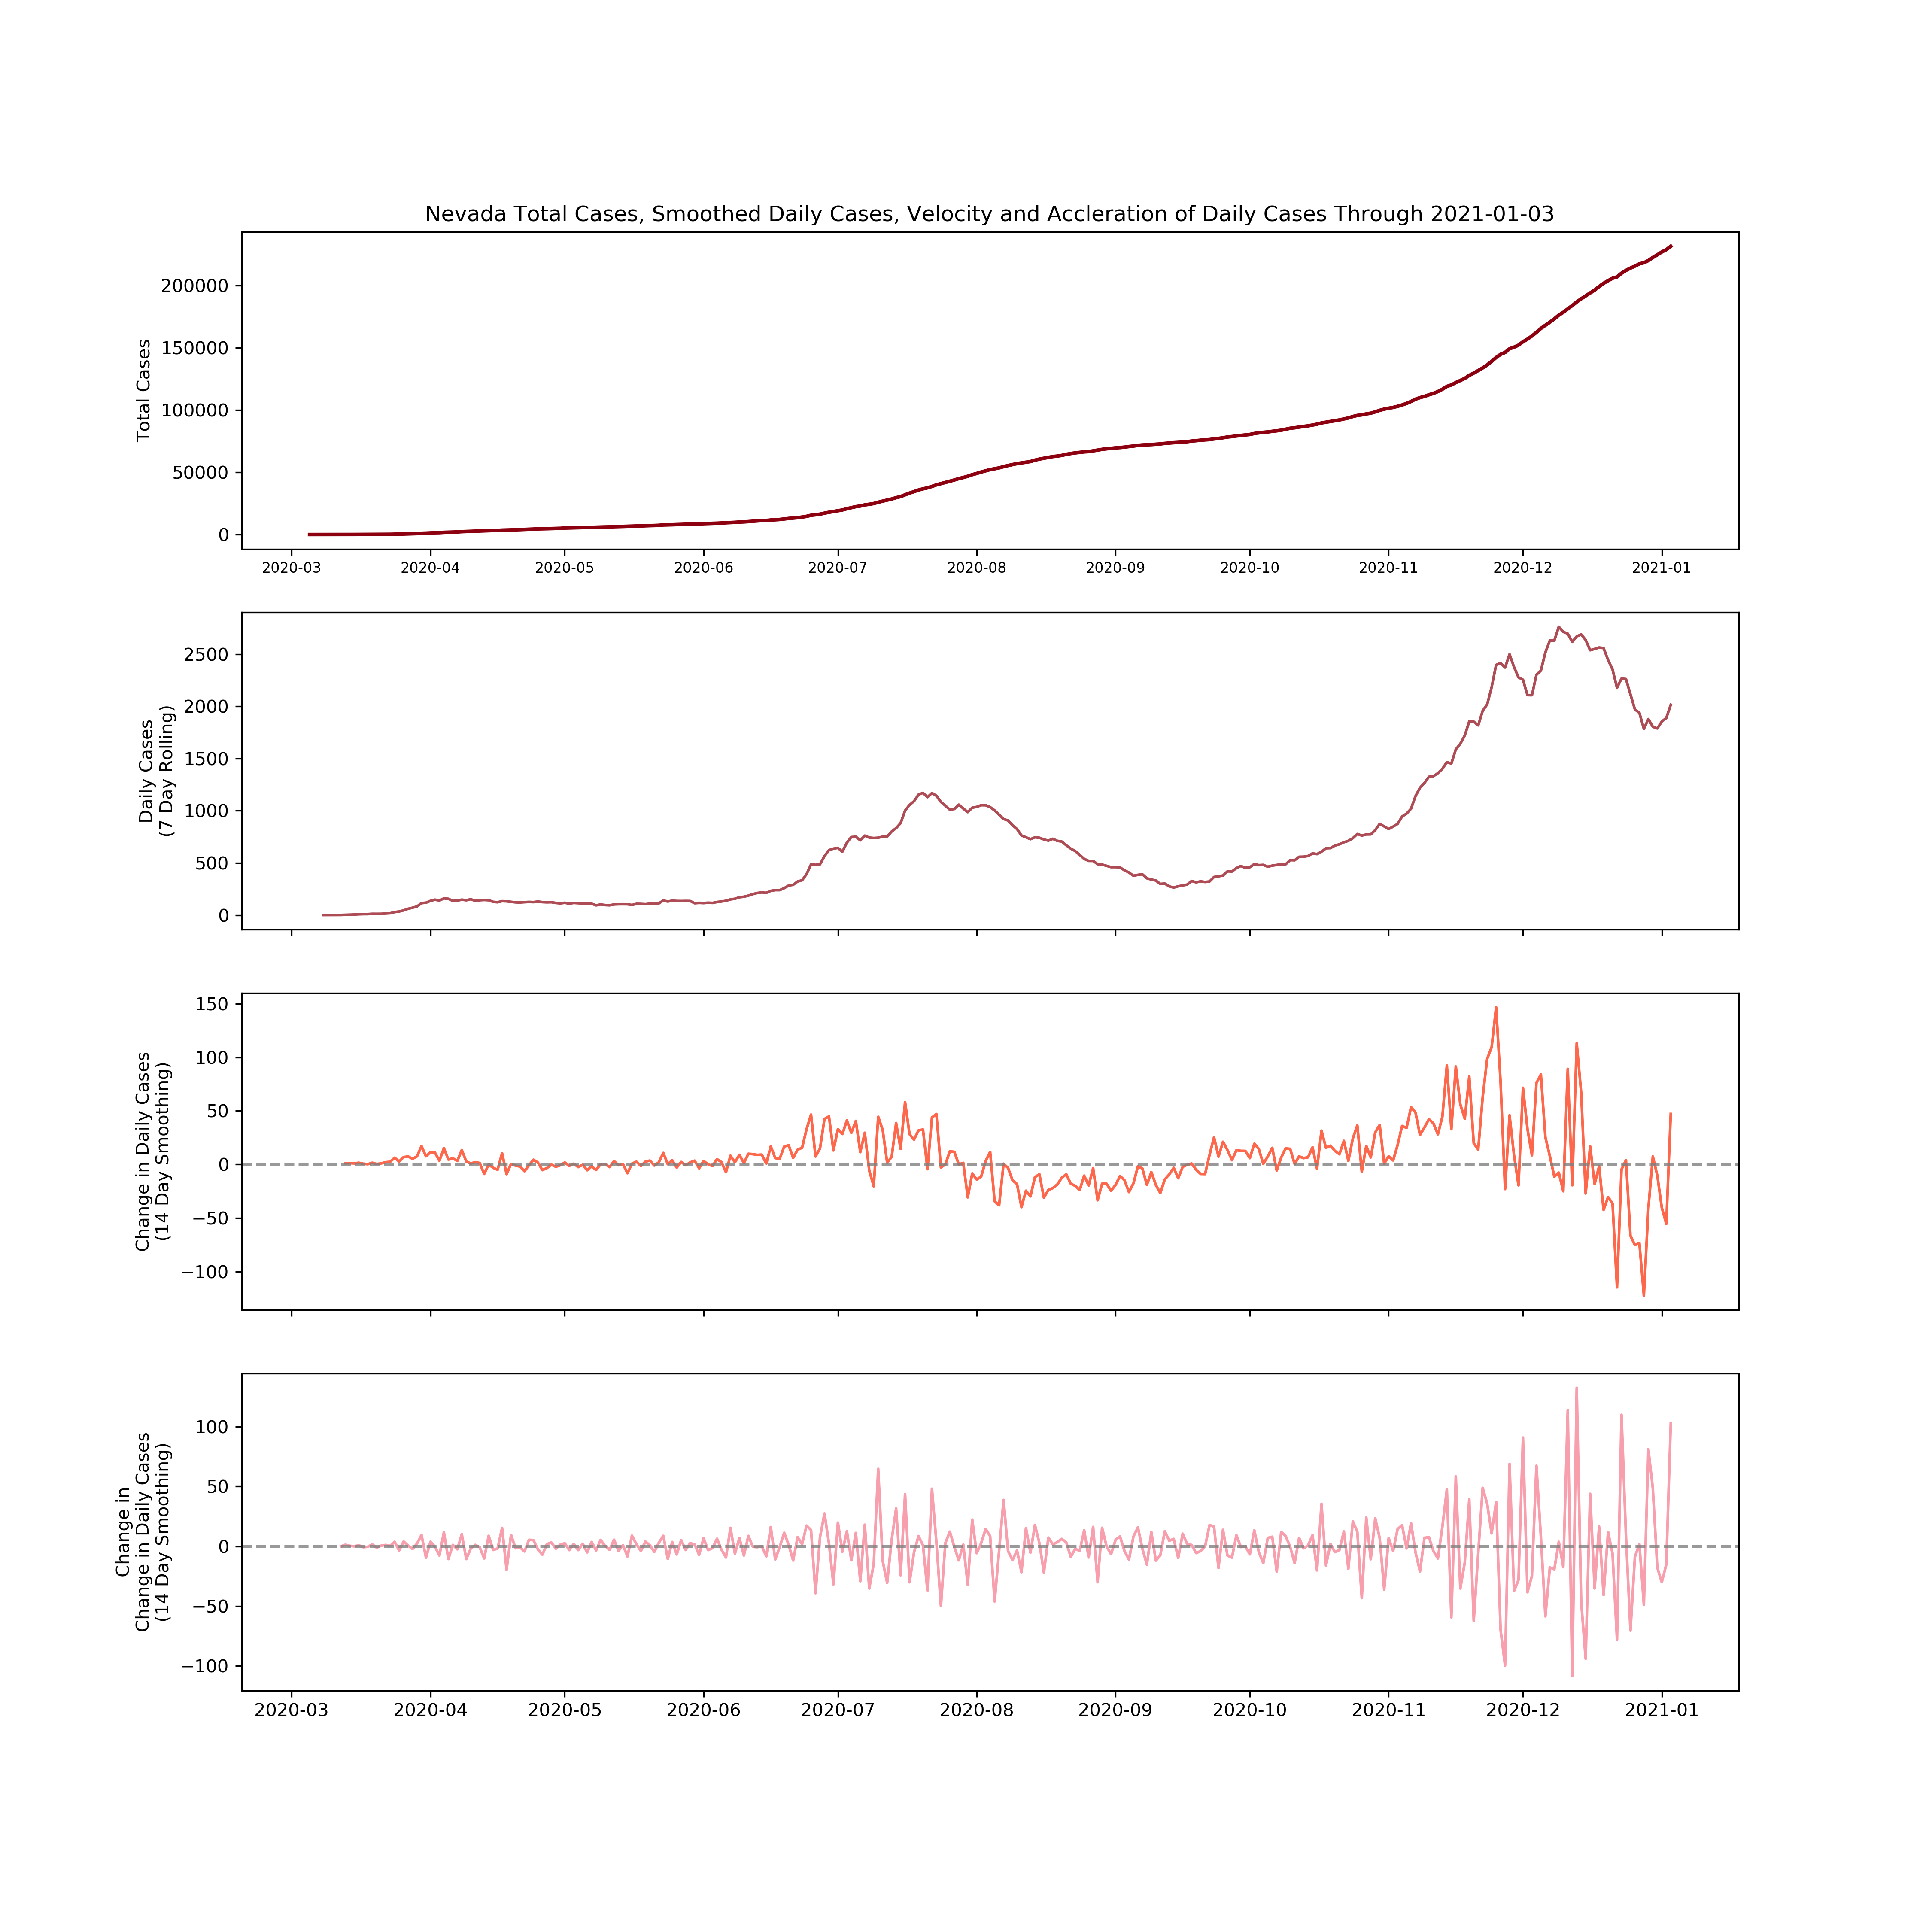 Nevada Total Cases, Smoothed Daily Cases, Velocity and Accleration of Daily Cases Through 2021-01-03
Total Cases
200000
150000
100000
50000
0
2020-03 2020-04 2020-05 2020-06 2020-07 2020-08 2020-09 2020-10 2020-11 2020-12 2021-01
Daily Cases
(7 Day Rolling)
2500
2000
1500
1000
500
0
Change in Daily Cases
(14 Day Smoothing)
150
100
50
0
−50
−100
Change in
Change in Daily Cases
(14 Day Smoothing)
100
50
0
−50
−100
2020-03 2020-04 2020-05 2020-06 2020-07 2020-08 2020-09 2020-10 2020-11 2020-12 2021-01